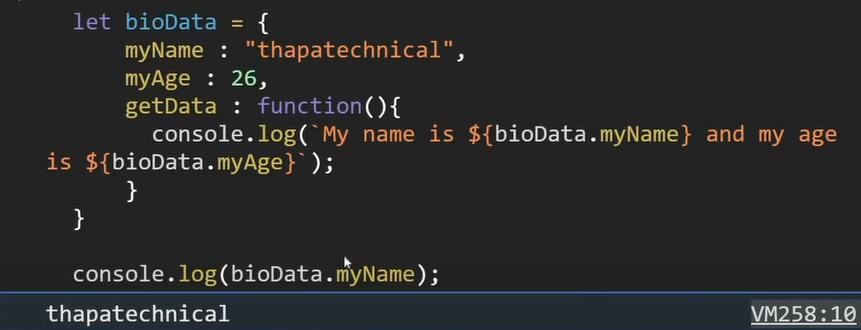 let bioData = {
myName : "thapatechnical",
myAge : 26,
getData : function(){
console.log(`My name is ${bioData.myName} and my age
is ${bioData.myAge}`);
}
}
console.log(bioData.myName);
thapatechnical VM258:10